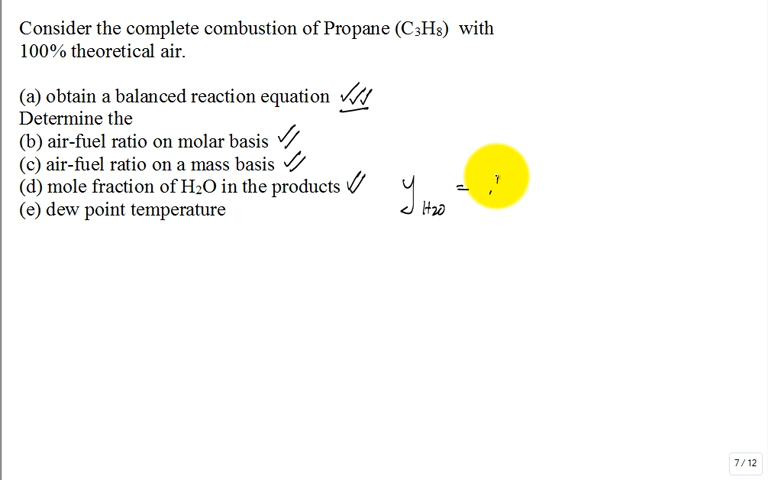 Consider the complete combustion of Propane (C₃H₈) with
100% theoretical air.
(a) obtain a balanced reaction equation
Determine the
(b) air-fuel ratio on molar basis
(c) air-fuel ratio on a mass basis
(d) mole fraction of H₂O in the products
y H₂O =
(e) dew point temperature
7 / 12